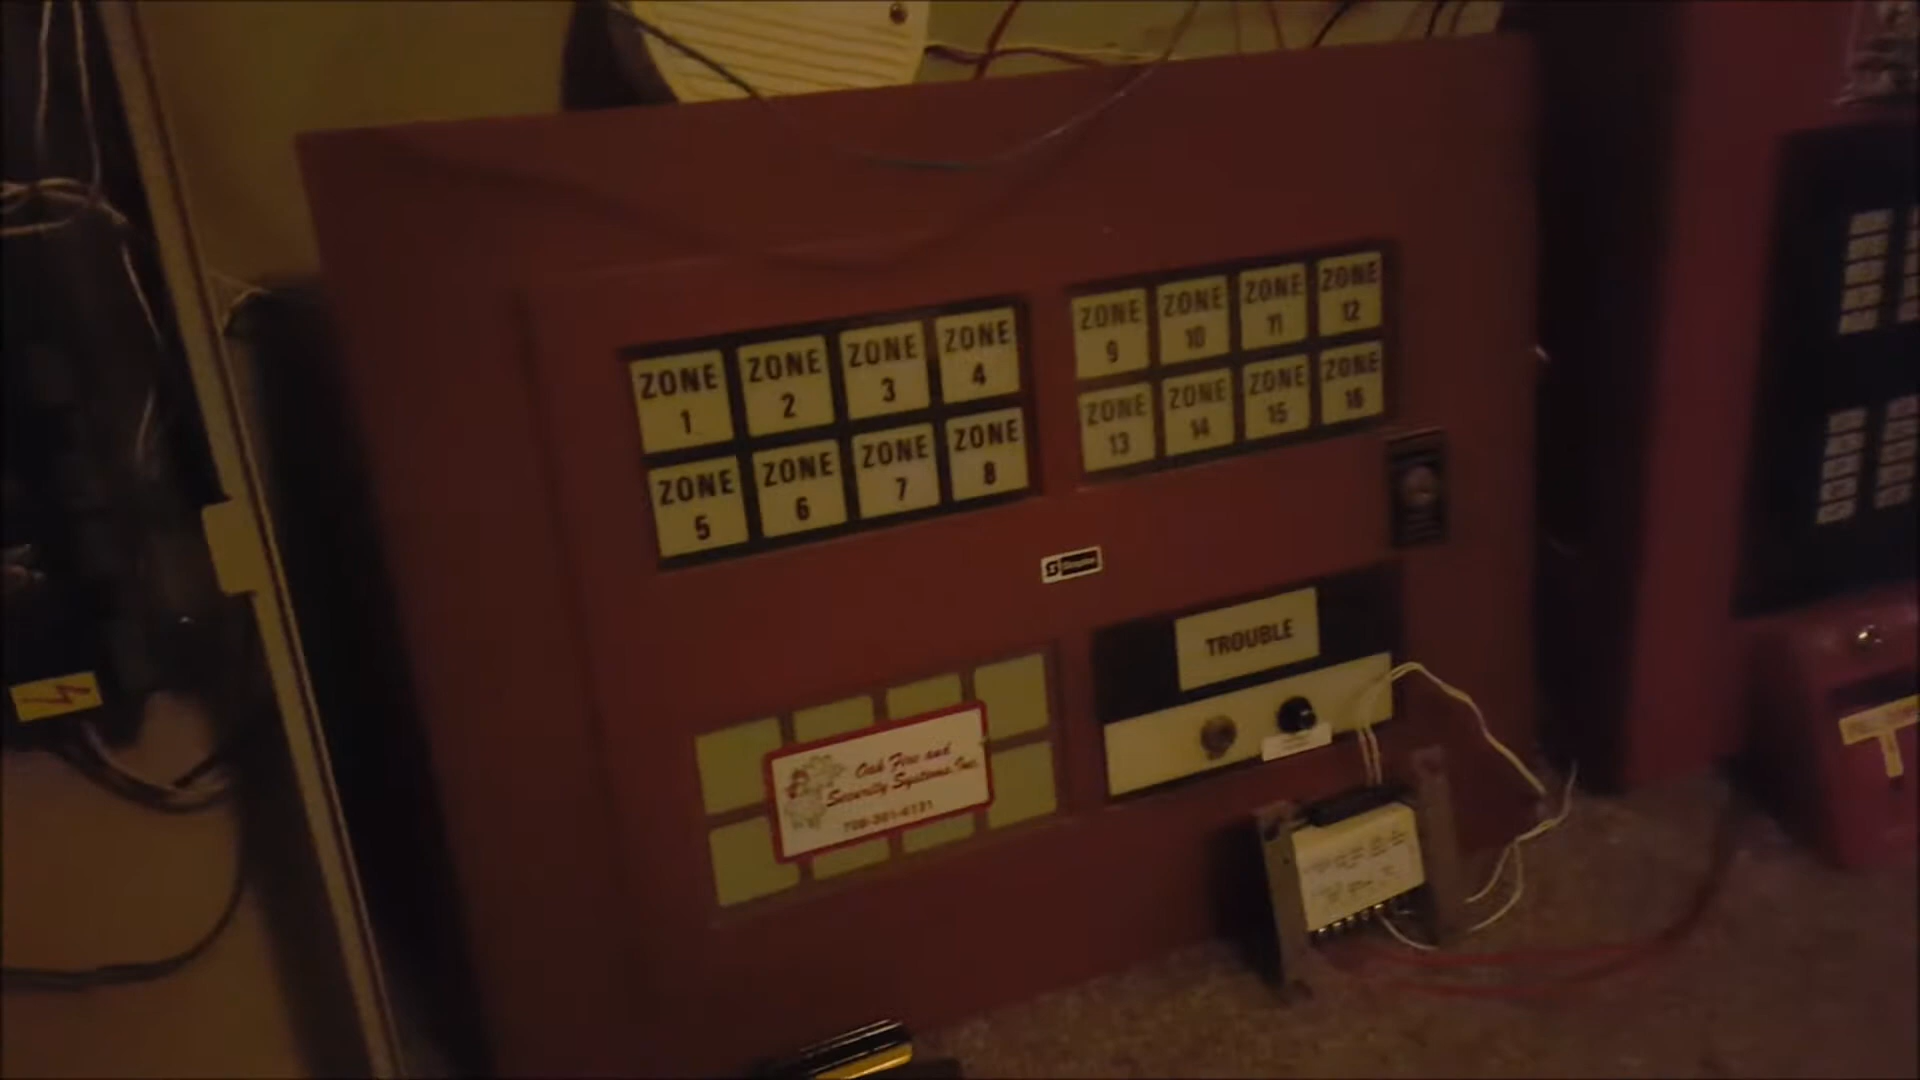 ZONE 1
ZONE 2
ZONE 3
ZONE 4
ZONE 5
ZONE 6
ZONE 7
ZONE 8
ZONE 9
ZONE 10
ZONE 11
ZONE 12
ZONE 13
ZONE 14
ZONE 15
ZONE 16
Simplex
TROUBLE
Oak Fire and
Security Systems, Inc.